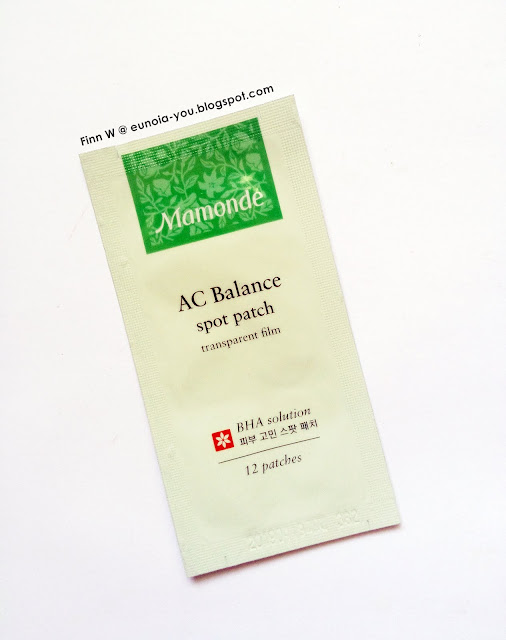 Finn W @ eunoia-you.blogspot.com
Mamondè
AC Balance
spot patch
transparent film
BHA solution
피부 고민 스팟 패치
12 patches